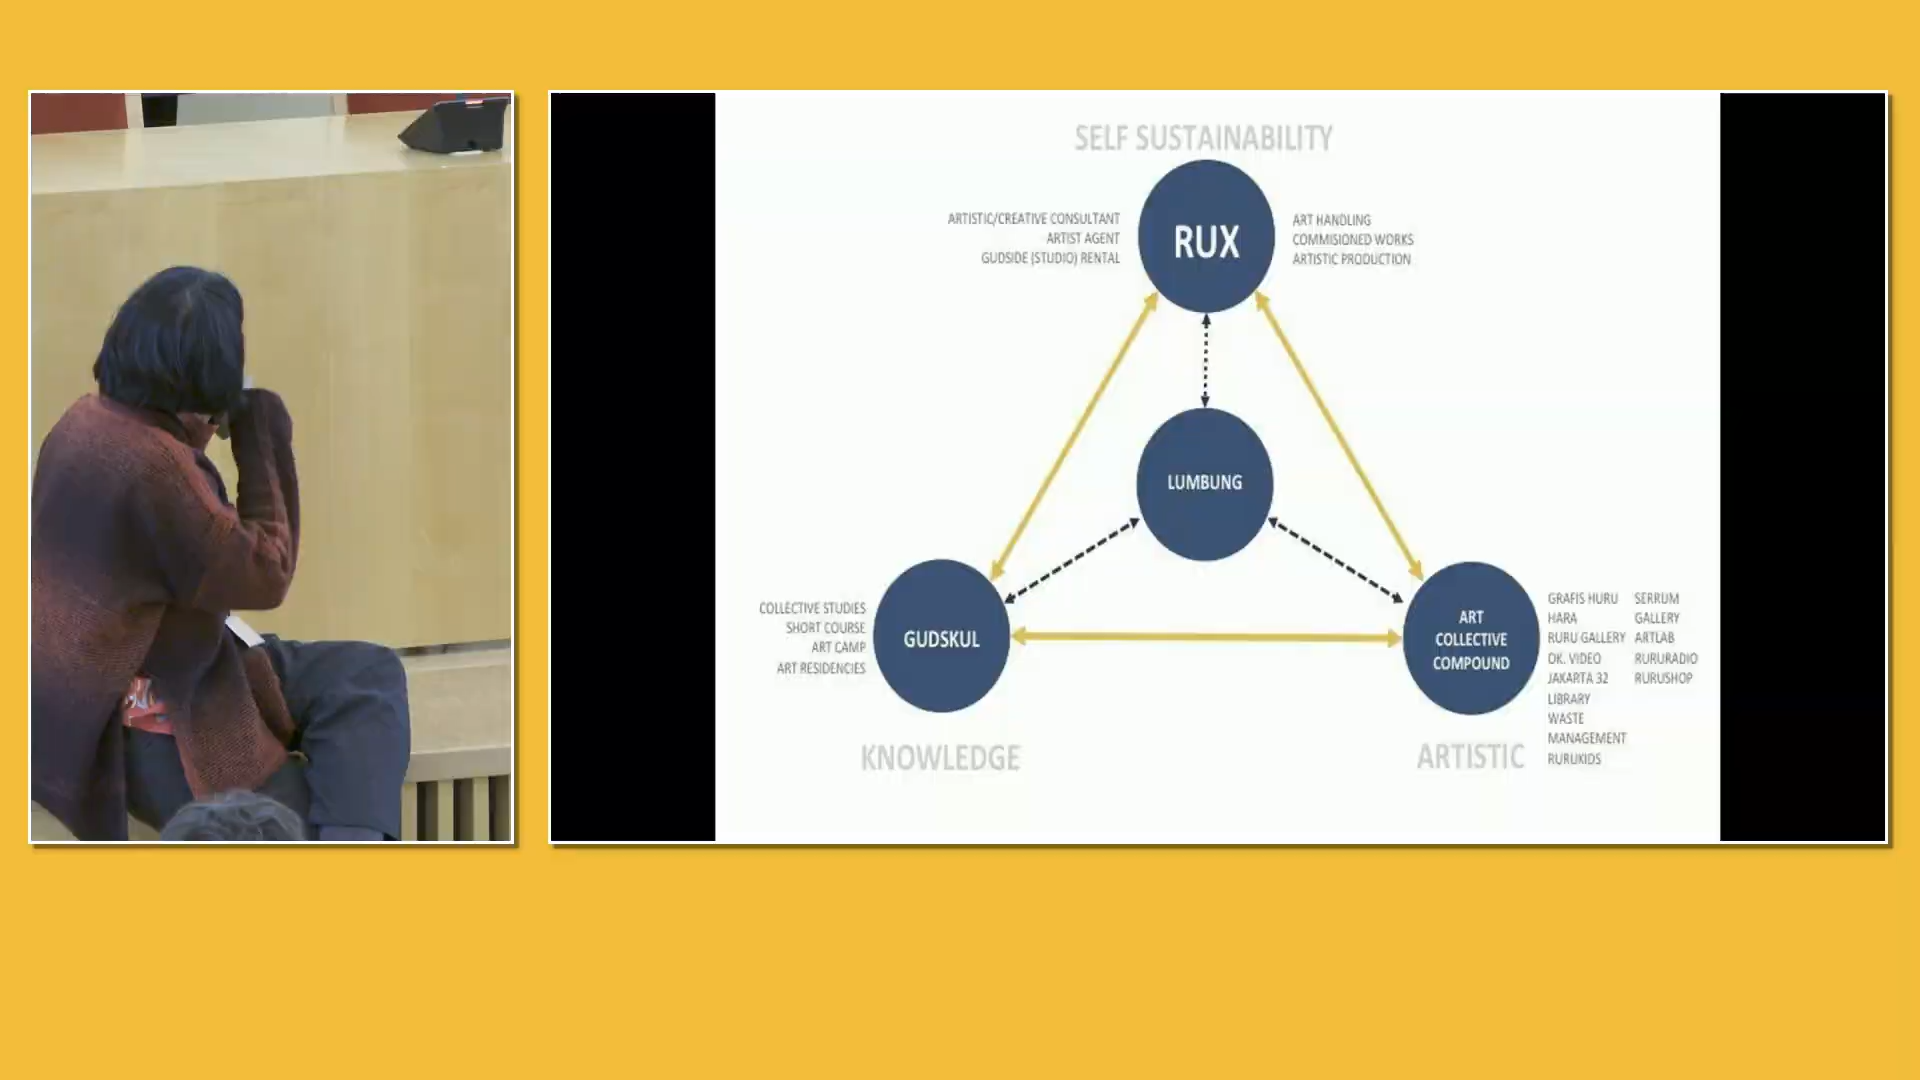 SELF SUSTAINABILITY
ARTISTIC/CREATIVE CONSULTANT
ARTIST AGENT
GUDSIDE (STUDIO) RENTAL
RUX
ART HANDLING
COMMISIONED WORKS
ARTISTIC PRODUCTION
LUMBUNG
COLLECTIVE STUDIES
SHORT COURSE
ART CAMP
ART RESIDENCIES
GUDSKUL
KNOWLEDGE
ART
COLLECTIVE
COMPOUND
ARTISTIC
GRAFIS HURU
HARA
RURU GALLERY
OK. VIDEO
JAKARTA 32
LIBRARY
WASTE
MANAGEMENT
RURUKIDS
SERRUM
GALLERY
ARTLAB
RURURADIO
RURUSHOP